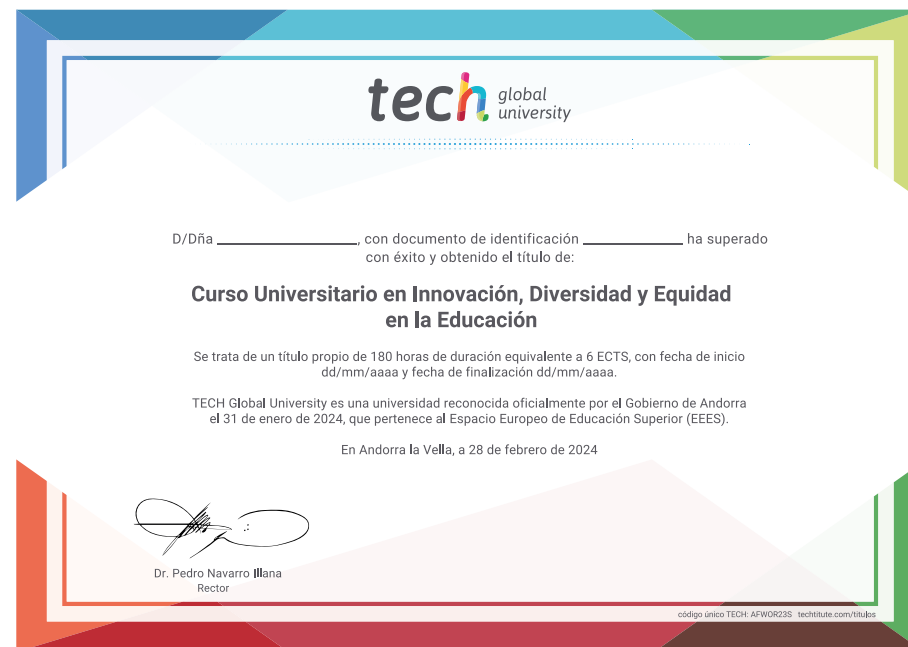 tech global university
D/Dña ____________________, con documento de identificación ______________ ha superado
con éxito y obtenido el título de:
Curso Universitario en Innovación, Diversidad y Equidad
en la Educación
Se trata de un título propio de 180 horas de duración equivalente a 6 ECTS, con fecha de inicio
dd/mm/aaaa y fecha de finalización dd/mm/aaaa.
TECH Global University es una universidad reconocida oficialmente por el Gobierno de Andorra
el 31 de enero de 2024, que pertenece al Espacio Europeo de Educación Superior (EEES).
En Andorra la Vella, a 28 de febrero de 2024
Dr. Pedro Navarro Illana
Rector
código único TECH: AFWOR23S techtitute.com/titulos